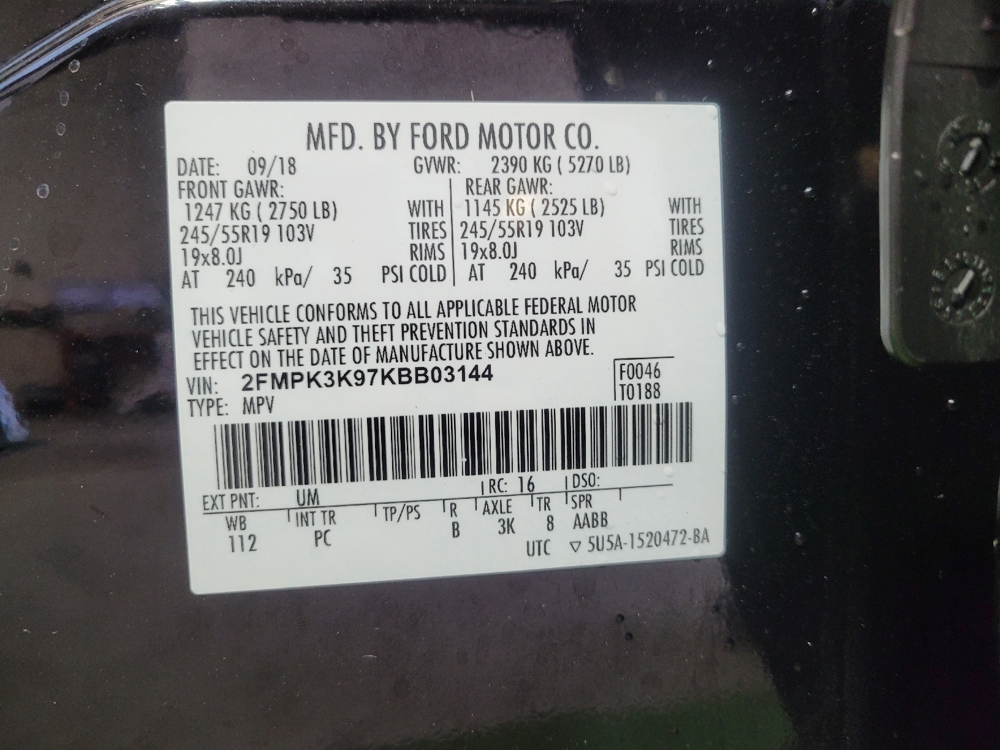 MFD. BY FORD MOTOR CO.
DATE: 09/18 GVWR: 2390 KG ( 5270 LB)
FRONT GAWR: REAR GAWR:
1247 KG ( 2750 LB) WITH 1145 KG ( 2525 LB) WITH
245/55R19 103V TIRES 245/55R19 103V TIRES
19x8.0J RIMS 19x8.0J RIMS
AT 240 kPa/ 35 PSI COLD AT 240 kPa/ 35 PSI COLD
THIS VEHICLE CONFORMS TO ALL APPLICABLE FEDERAL MOTOR
VEHICLE SAFETY AND THEFT PREVENTION STANDARDS IN
EFFECT ON THE DATE OF MANUFACTURE SHOWN ABOVE.
VIN: 2FMPK3K97KBB03144 F0046
TYPE: MPV T0188
EXT PNT: UM RC: 16 DSO:
WB INT TR TP/PS R AXLE TR SPR
112 PC B 3K 8 AABB
UTC ▽ 5U5A-1520472-BA